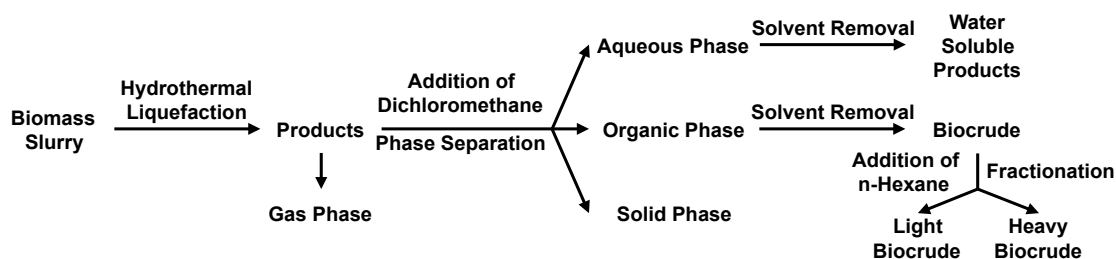 Biomass
Slurry
Hydrothermal
Liquefaction
Products
Gas Phase
Addition of
Dichloromethane
Phase Separation
Aqueous Phase
Solvent Removal
Water
Soluble
Products
Organic Phase
Solvent Removal
Biocrude
Solid Phase
Addition of
n-Hexane
Fractionation
Light
Biocrude
Heavy
Biocrude